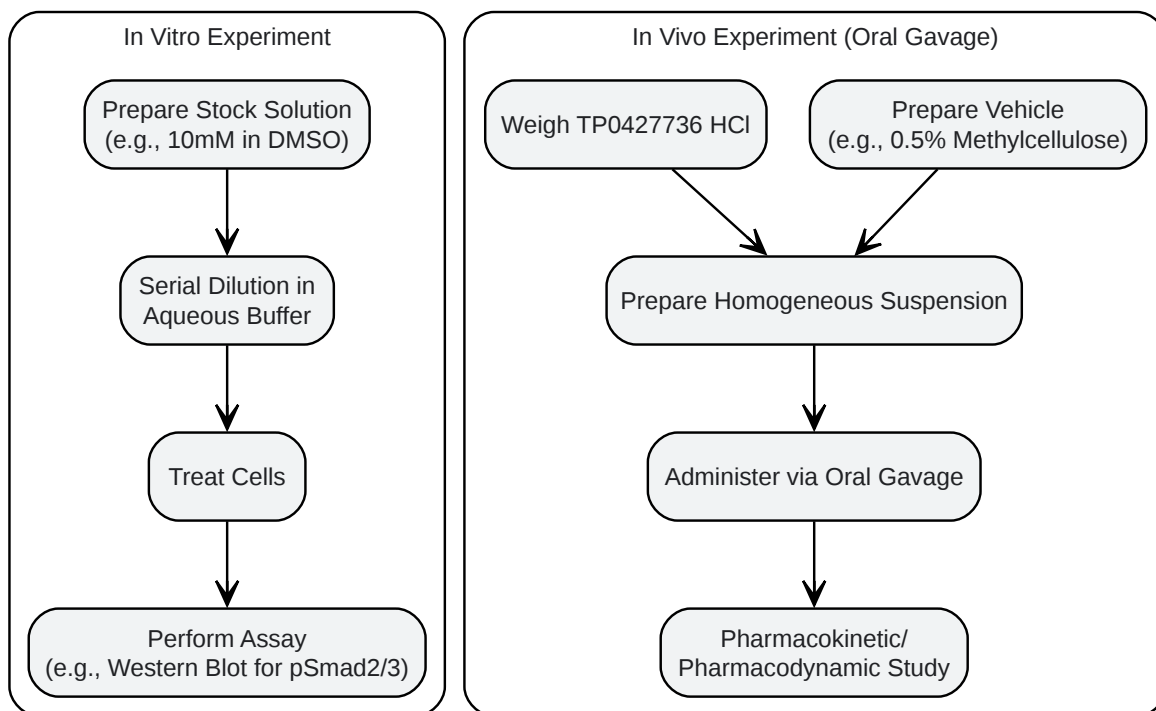 In Vitro Experiment
Prepare Stock Solution
(e.g., 10mM in DMSO)
Serial Dilution in
Aqueous Buffer
Treat Cells
Perform Assay
(e.g., Western Blot for pSmad2/3)
In Vivo Experiment (Oral Gavage)
Weigh TP0427736 HCl
Prepare Vehicle
(e.g., 0.5% Methylcellulose)
Prepare Homogeneous Suspension
Administer via Oral Gavage
Pharmacokinetic/
Pharmacodynamic Study